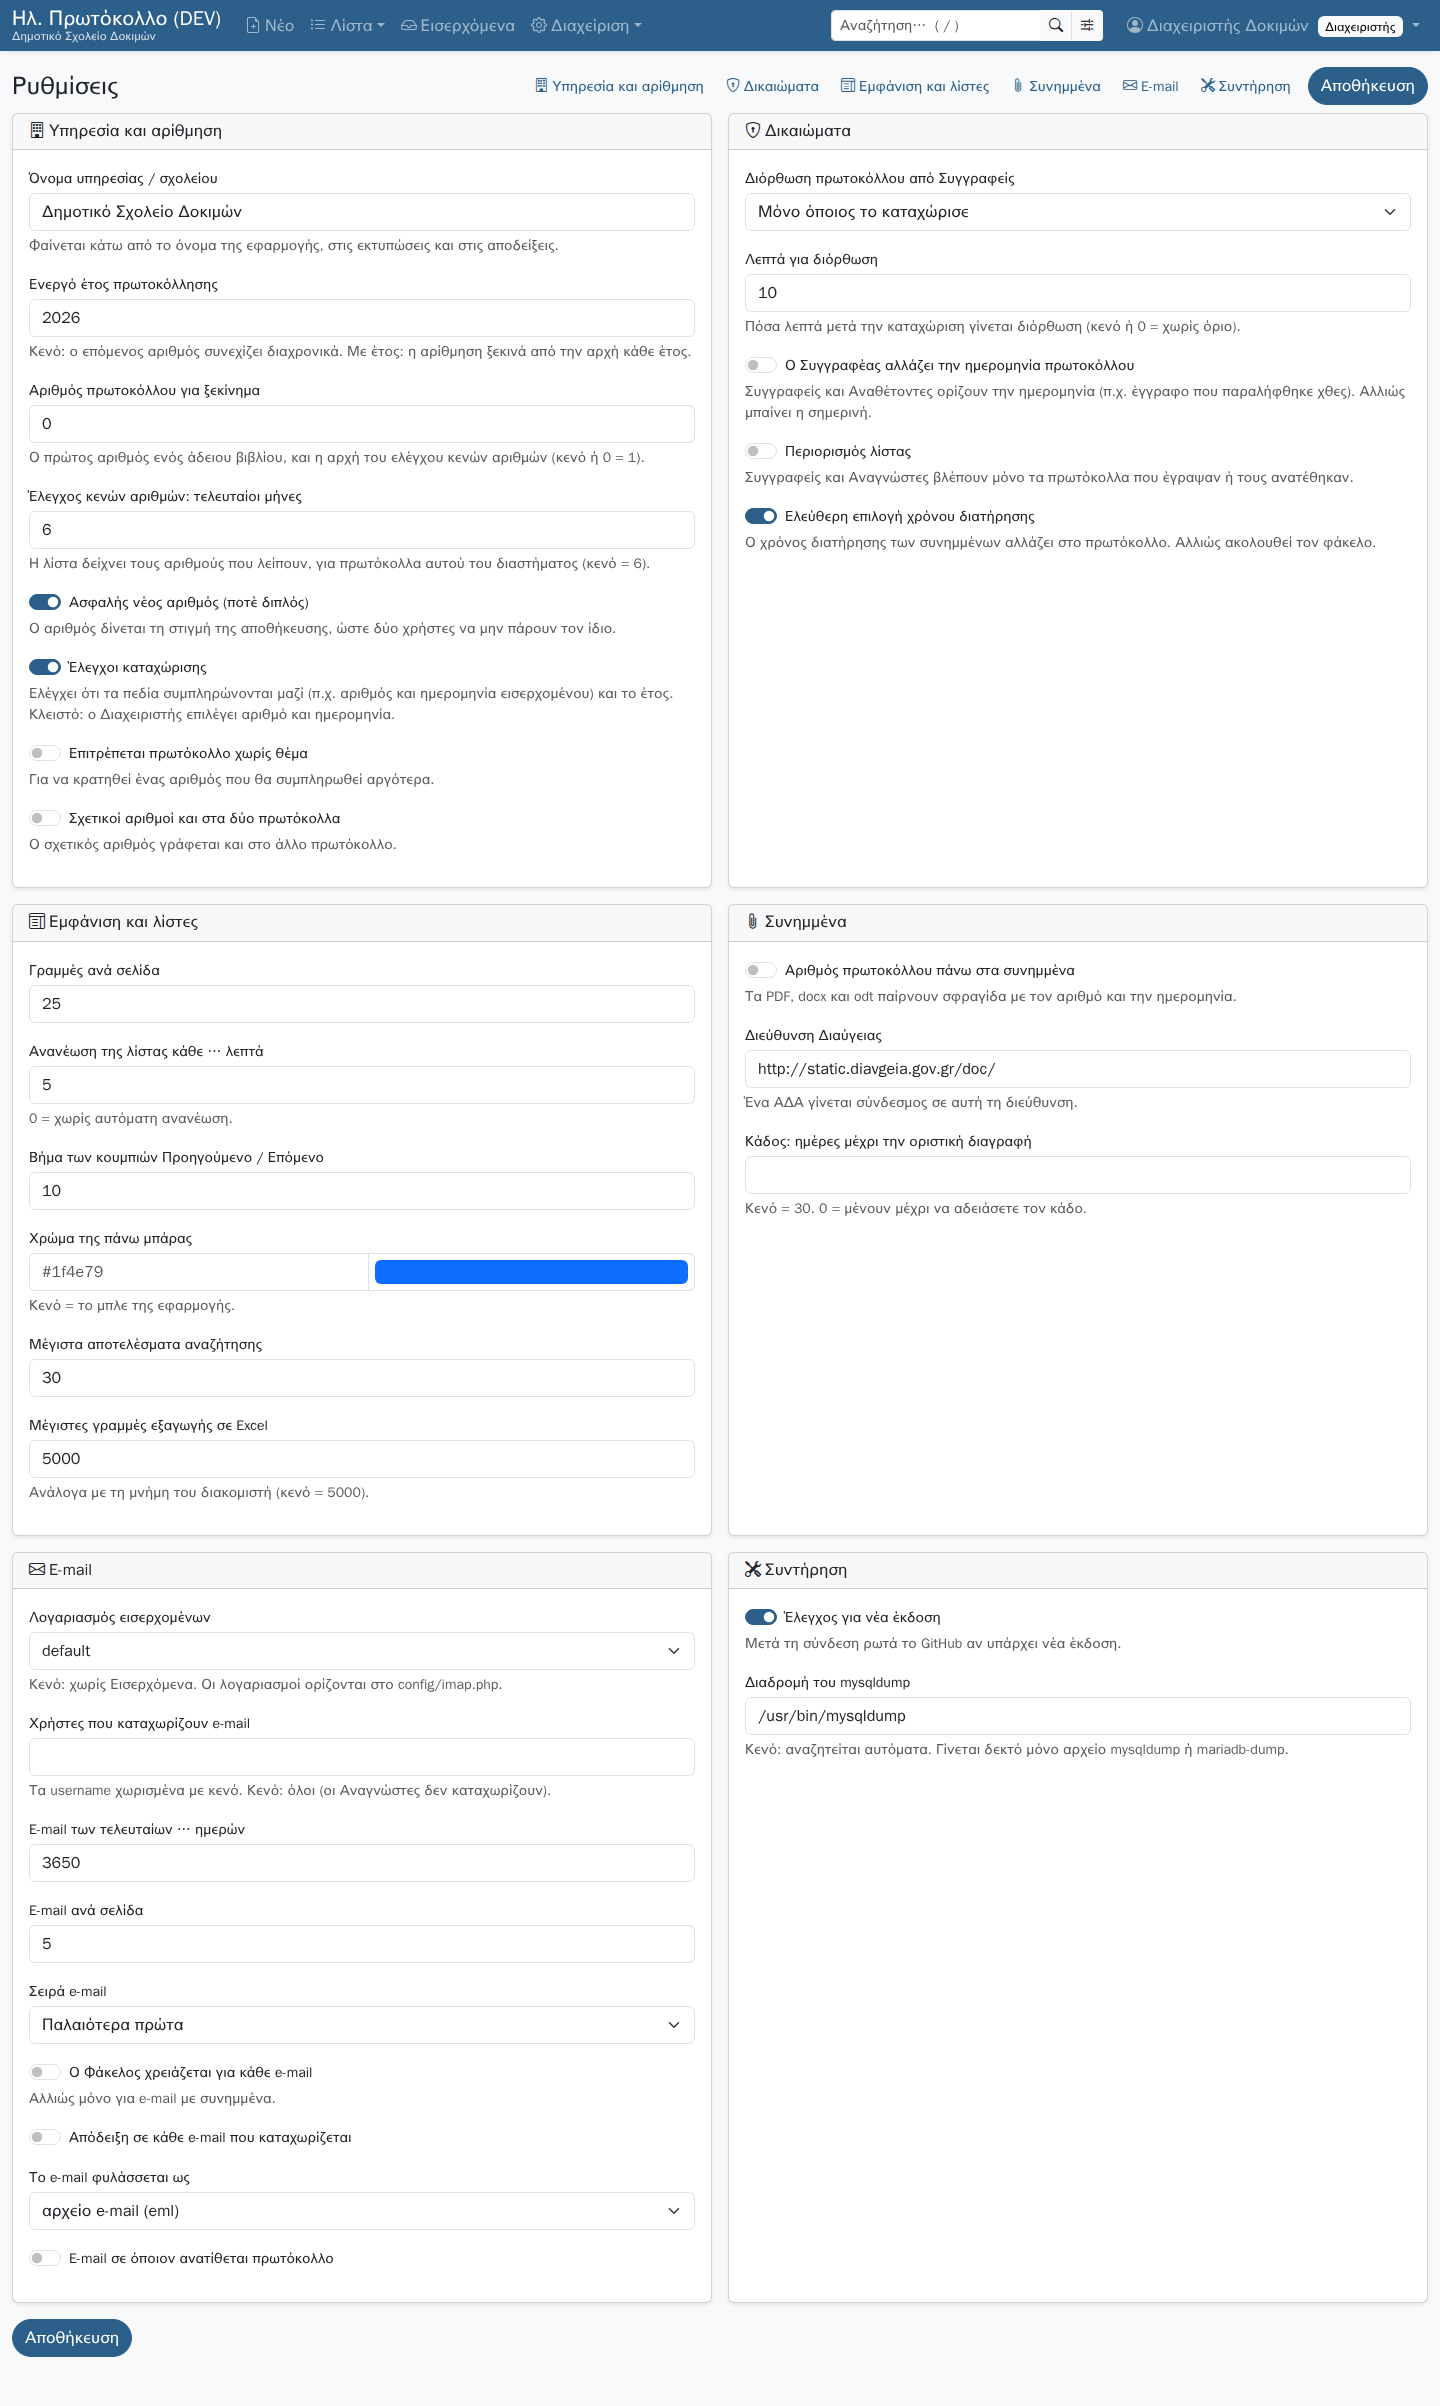 Ηλ. Πρωτόκολλο (DEV)
Δημοτικό Σχολείο Δοκιμών
Νέο
Λίστα
Εισερχόμενα
Διαχείριση
Αναζήτηση… ( / )
Διαχειριστής Δοκιμών
Διαχειριστής
Ρυθμίσεις
Υπηρεσία και αρίθμηση
Δικαιώματα
Εμφάνιση και λίστες
Συνημμένα
E-mail
Συντήρηση
Αποθήκευση
Υπηρεσία και αρίθμηση
Όνομα υπηρεσίας / σχολείου
Δημοτικό Σχολείο Δοκιμών
Φαίνεται κάτω από το όνομα της εφαρμογής, στις εκτυπώσεις και στις αποδείξεις.
Ενεργό έτος πρωτοκόλλησης
2026
Κενό: ο επόμενος αριθμός συνεχίζει διαχρονικά. Με έτος: η αρίθμηση ξεκινά από την αρχή κάθε έτος.
Αριθμός πρωτοκόλλου για ξεκίνημα
0
Ο πρώτος αριθμός ενός άδειου βιβλίου, και η αρχή του ελέγχου κενών αριθμών (κενό ή 0 = 1).
Έλεγχος κενών αριθμών: τελευταίοι μήνες
6
Η λίστα δείχνει τους αριθμούς που λείπουν, για πρωτόκολλα αυτού του διαστήματος (κενό = 6).
Ασφαλής νέος αριθμός (ποτέ διπλός)
Ο αριθμός δίνεται τη στιγμή της αποθήκευσης, ώστε δύο χρήστες να μην πάρουν τον ίδιο.
Έλεγχοι καταχώρισης
Ελέγχει ότι τα πεδία συμπληρώνονται μαζί (π.χ. αριθμός και ημερομηνία εισερχομένου) και το έτος.
Κλειστό: ο Διαχειριστής επιλέγει αριθμό και ημερομηνία.
Επιτρέπεται πρωτόκολλο χωρίς θέμα
Για να κρατηθεί ένας αριθμός που θα συμπληρωθεί αργότερα.
Σχετικοί αριθμοί και στα δύο πρωτόκολλα
Ο σχετικός αριθμός γράφεται και στο άλλο πρωτόκολλο.
Δικαιώματα
Διόρθωση πρωτοκόλλου από Συγγραφείς
Μόνο όποιος το καταχώρισε
Λεπτά για διόρθωση
10
Πόσα λεπτά μετά την καταχώριση γίνεται διόρθωση (κενό ή 0 = χωρίς όριο).
Ο Συγγραφέας αλλάζει την ημερομηνία πρωτοκόλλου
Συγγραφείς και Αναθέτοντες ορίζουν την ημερομηνία (π.χ. έγγραφο που παραλήφθηκε χθες). Αλλιώς
μπαίνει η σημερινή.
Περιορισμός λίστας
Συγγραφείς και Αναγνώστες βλέπουν μόνο τα πρωτόκολλα που έγραψαν ή τους ανατέθηκαν.
Ελεύθερη επιλογή χρόνου διατήρησης
Ο χρόνος διατήρησης των συνημμένων αλλάζει στο πρωτόκολλο. Αλλιώς ακολουθεί τον φάκελο.
Εμφάνιση και λίστες
Γραμμές ανά σελίδα
25
Ανανέωση της λίστας κάθε … λεπτά
5
0 = χωρίς αυτόματη ανανέωση.
Βήμα των κουμπιών Προηγούμενο / Επόμενο
10
Χρώμα της πάνω μπάρας
#1f4e79
Κενό = το μπλε της εφαρμογής.
Μέγιστα αποτελέσματα αναζήτησης
30
Μέγιστες γραμμές εξαγωγής σε Excel
5000
Ανάλογα με τη μνήμη του διακομιστή (κενό = 5000).
Συνημμένα
Αριθμός πρωτοκόλλου πάνω στα συνημμένα
Τα PDF, docx και odt παίρνουν σφραγίδα με τον αριθμό και την ημερομηνία.
Διεύθυνση Διαύγειας
http://static.diavgeia.gov.gr/doc/
Ένα ΑΔΑ γίνεται σύνδεσμος σε αυτή τη διεύθυνση.
Κάδος: ημέρες μέχρι την οριστική διαγραφή
Κενό = 30. 0 = μένουν μέχρι να αδειάσετε τον κάδο.
E-mail
Λογαριασμός εισερχομένων
default
Κενό: χωρίς Εισερχόμενα. Οι λογαριασμοί ορίζονται στο config/imap.php.
Χρήστες που καταχωρίζουν e-mail
Τα username χωρισμένα με κενό. Κενό: όλοι (οι Αναγνώστες δεν καταχωρίζουν).
E-mail των τελευταίων … ημερών
3650
E-mail ανά σελίδα
5
Σειρά e-mail
Παλαιότερα πρώτα
Ο Φάκελος χρειάζεται για κάθε e-mail
Αλλιώς μόνο για e-mail με συνημμένα.
Απόδειξη σε κάθε e-mail που καταχωρίζεται
Το e-mail φυλάσσεται ως
αρχείο e-mail (eml)
E-mail σε όποιον ανατίθεται πρωτόκολλο
Συντήρηση
Έλεγχος για νέα έκδοση
Μετά τη σύνδεση ρωτά το GitHub αν υπάρχει νέα έκδοση.
Διαδρομή του mysqldump
/usr/bin/mysqldump
Κενό: αναζητείται αυτόματα. Γίνεται δεκτό μόνο αρχείο mysqldump ή mariadb-dump.
Αποθήκευση